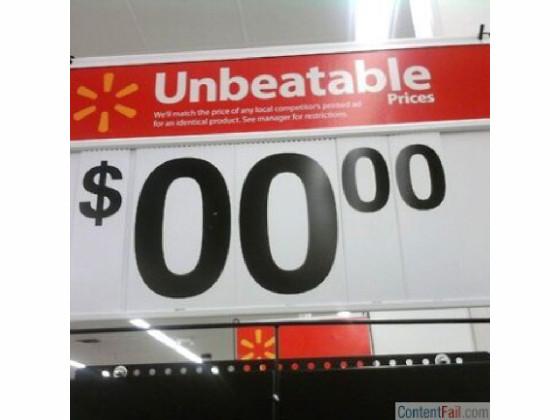 Unbeatable
Prices
We'll match the price of any local competitor's printed ad
for an identical product. See manager for restrictions.
$0000
ContentFail.com